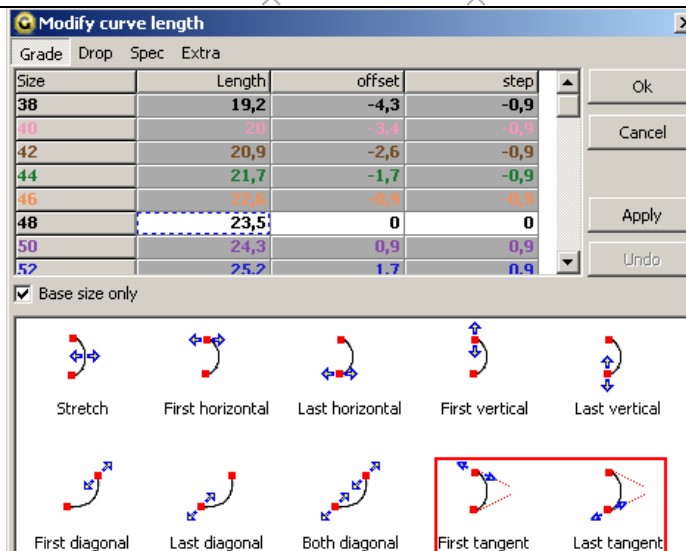 Modify curve length
Grade Drop Spec Extra
Size Length offset step
38 19,2 -4,3 -0,9
40 20 -3,4 -0,9
42 20,9 -2,6 -0,9
44 21,7 -1,7 -0,9
46 22,6 -0,9 -0,9
48 23,5 0 0
50 24,3 0,9 0,9
52 25,2 1,7 0,9
Ok
Cancel
Apply
Undo
Base size only
Stretch First horizontal Last horizontal First vertical Last vertical
First diagonal Last diagonal Both diagonal First tangent Last tangent